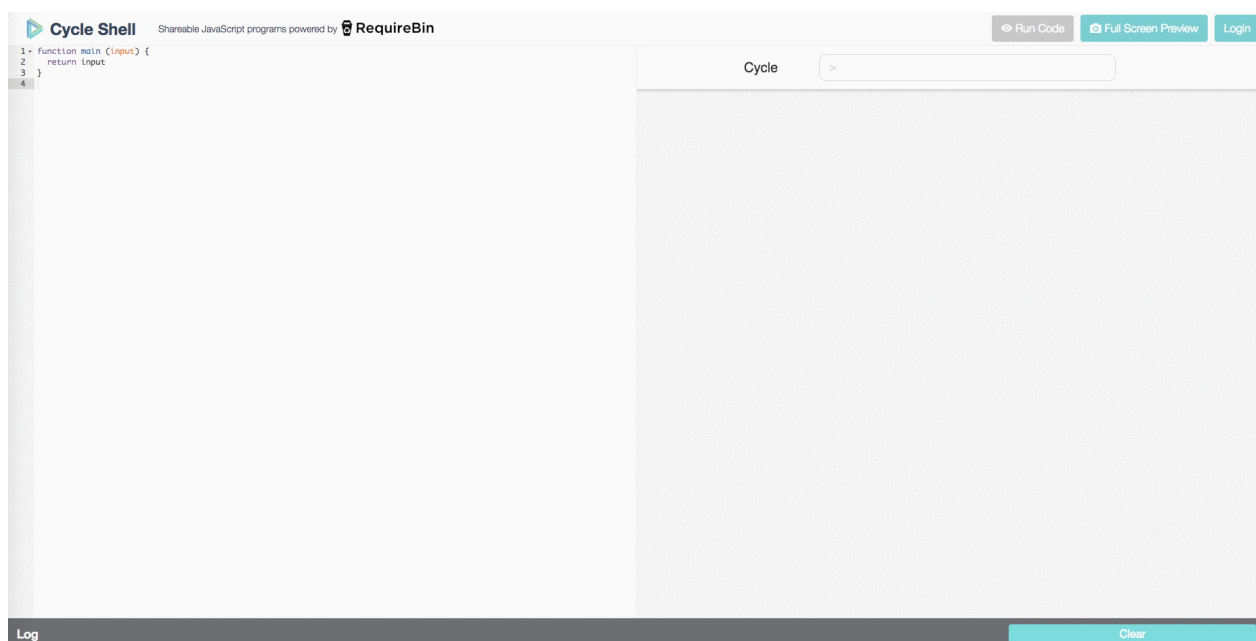 Cycle Shell
Shareable JavaScript programs powered by RequireBin
Run Code
Full Screen Preview
Login
1 function main (input) {
2 return input
3 }
4
Cycle
>
Log
Clear